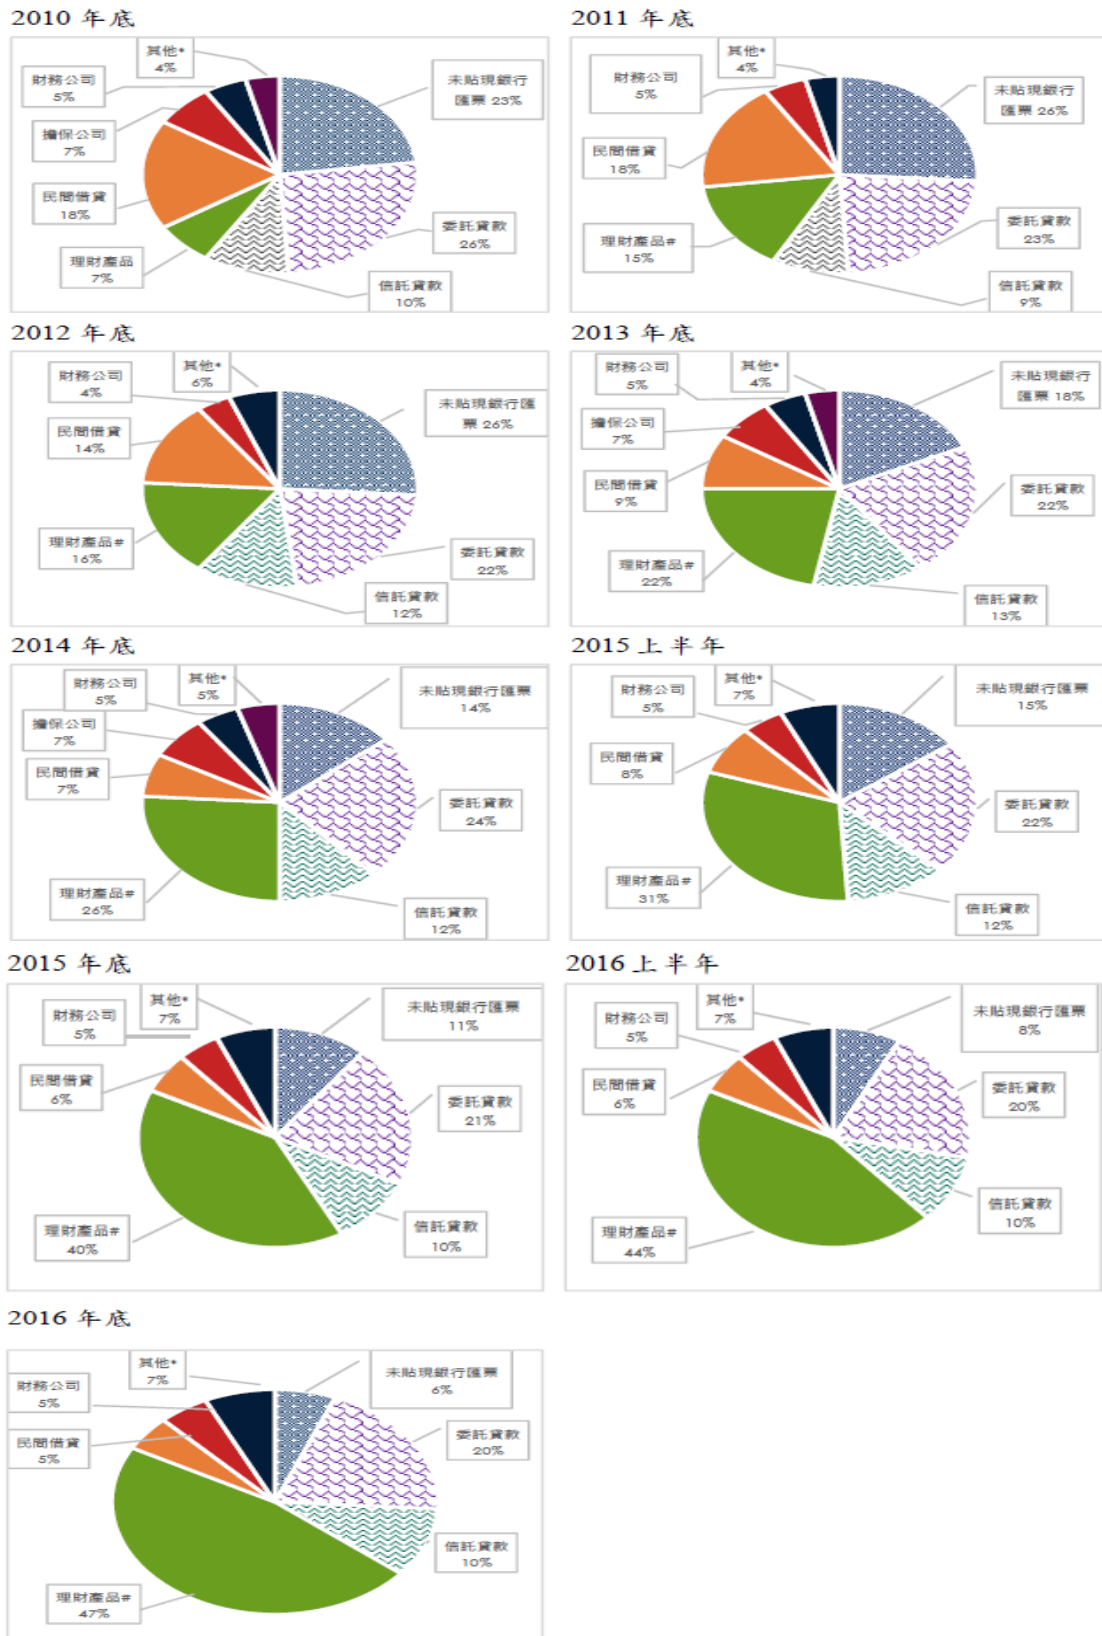 2010 年底
其他*
4%
財務公司
5%
擔保公司
7%
民間借貸
18%
理財產品
7%
未貼現銀行
匯票 23%
委託貸款
26%
信託貸款
10%
2011 年底
其他*
4%
財務公司
5%
民間借貸
18%
理財產品#
15%
未貼現銀行
匯票 26%
委託貸款
23%
信託貸款
9%
2012 年底
其他*
6%
財務公司
4%
民間借貸
14%
理財產品#
16%
未貼現銀行匯
票 26%
委託貸款
22%
信託貸款
12%
2013 年底
其他*
4%
財務公司
5%
擔保公司
7%
民間借貸
9%
理財產品#
22%
未貼現銀行
匯票 18%
委託貸款
22%
信託貸款
13%
2014 年底
其他*
5%
財務公司
5%
擔保公司
7%
民間借貸
7%
理財產品#
26%
未貼現銀行匯票
14%
委託貸款
24%
信託貸款
12%
2015 上半年
其他*
7%
財務公司
5%
民間借貸
8%
理財產品#
31%
未貼現銀行匯票
15%
委託貸款
22%
信託貸款
12%
2015 年底
其他*
7%
財務公司
5%
民間借貸
6%
理財產品#
40%
未貼現銀行匯票
11%
委託貸款
21%
信託貸款
10%
2016 上半年
其他*
7%
財務公司
5%
民間借貸
6%
理財產品#
44%
未貼現銀行匯票
8%
委託貸款
20%
信託貸款
10%
2016 年底
其他*
7%
財務公司
5%
民間借貸
5%
理財產品#
47%
未貼現銀行匯票
6%
委託貸款
20%
信託貸款
10%